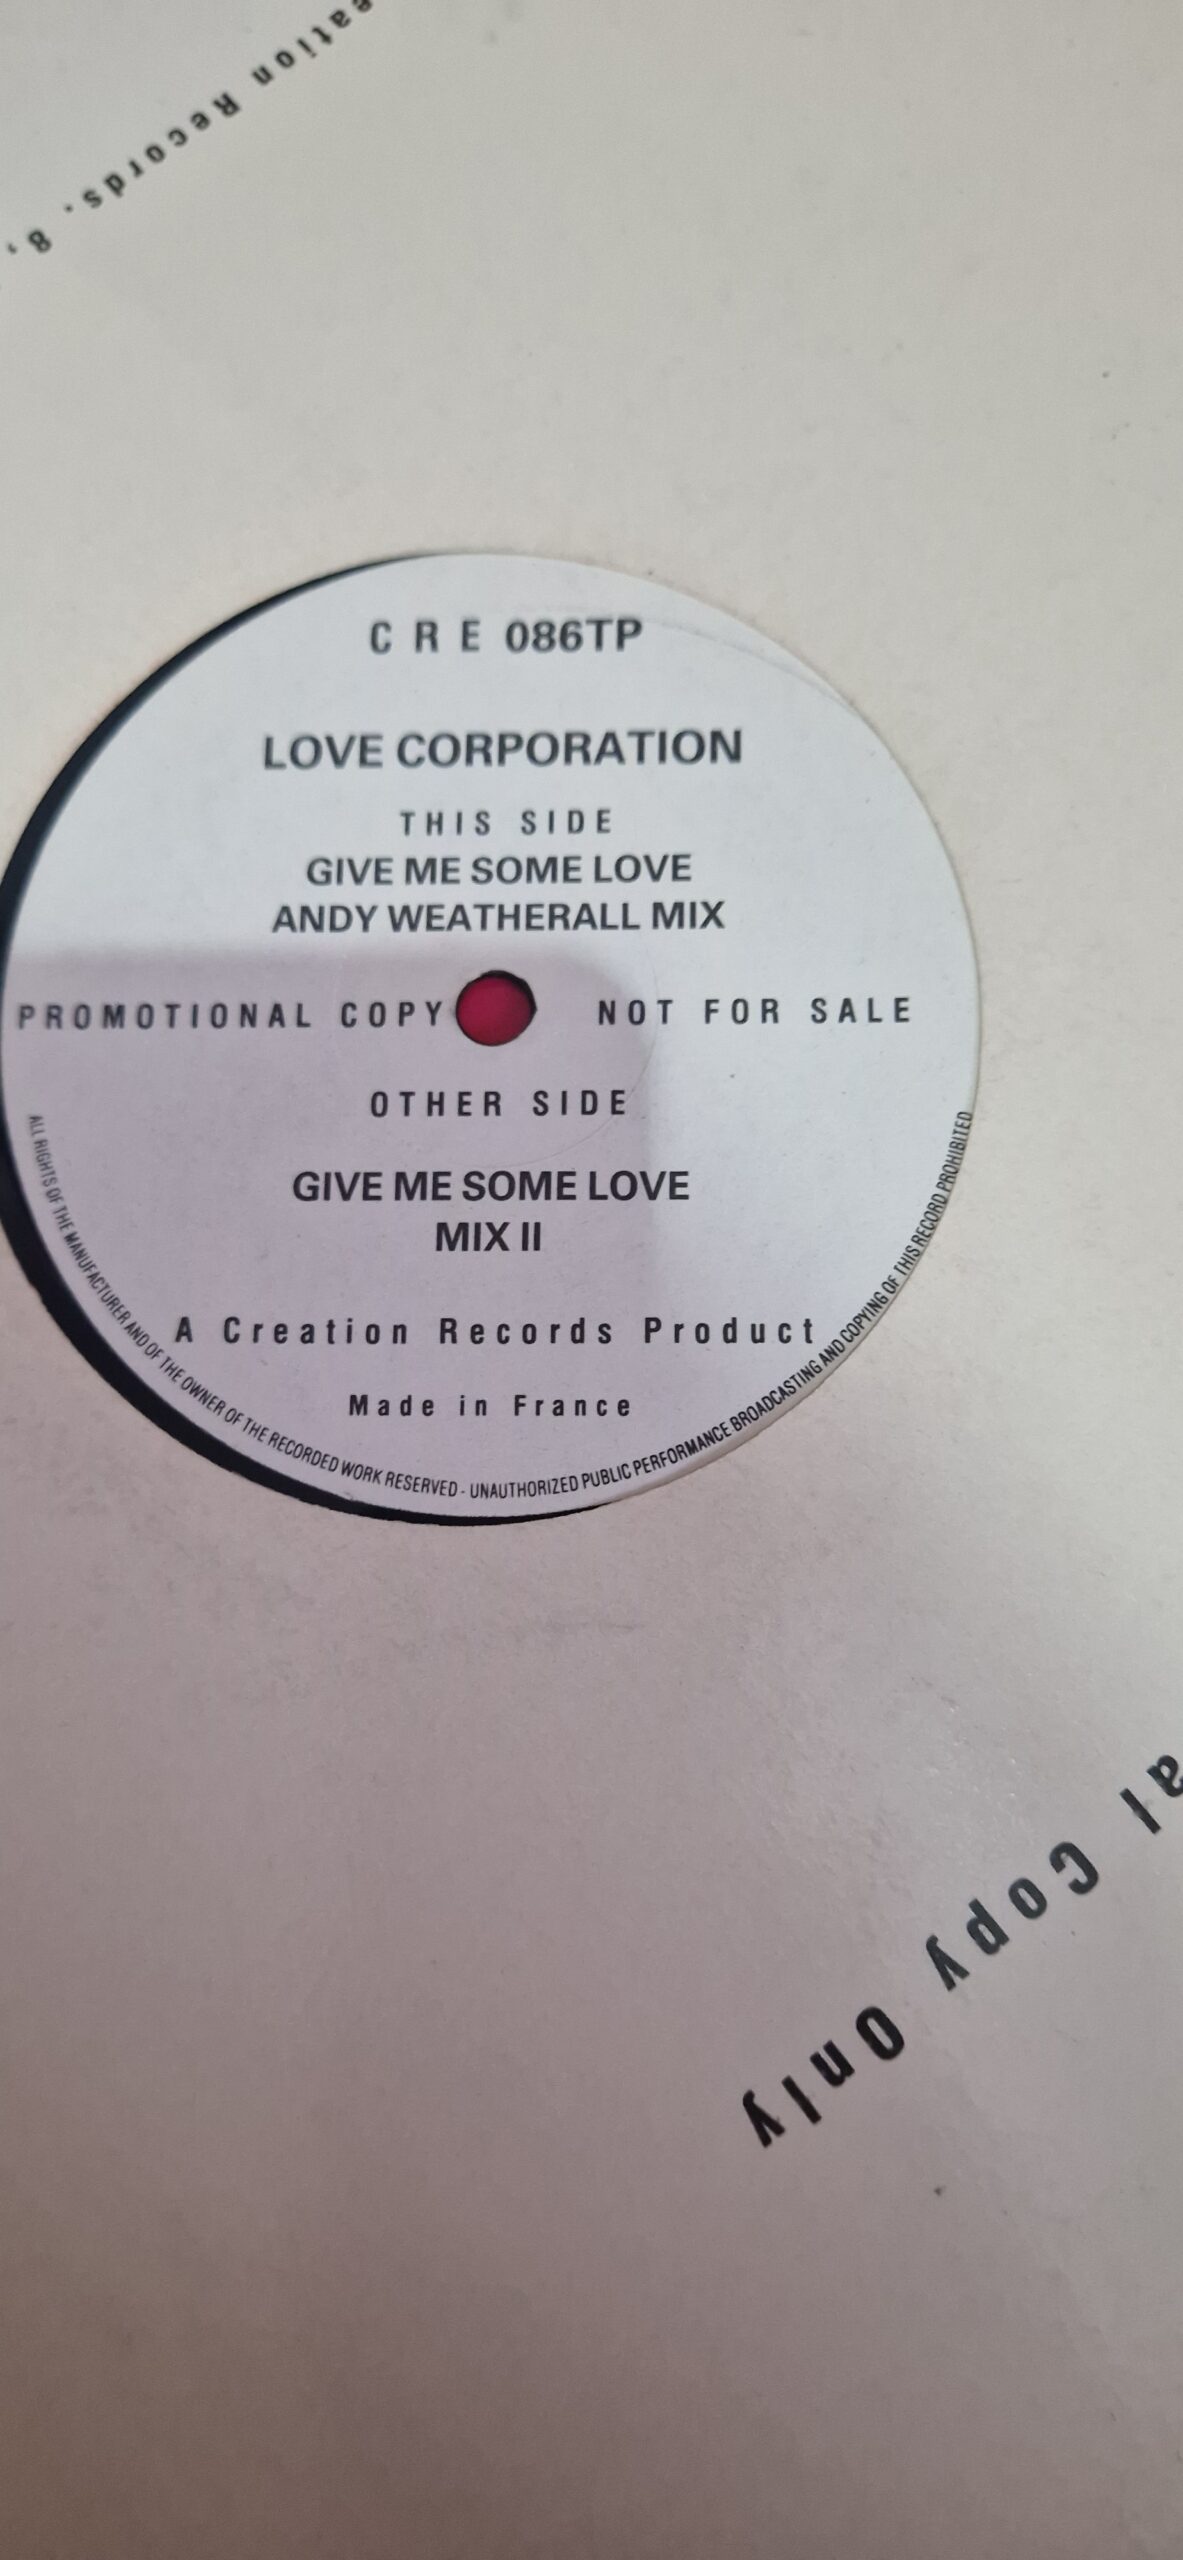 eation Records. 8,
C R E 086TP
LOVE CORPORATION
THIS SIDE
GIVE ME SOME LOVE
ANDY WEATHERALL MIX
PROMOTIONAL COPY NOT FOR SALE
OTHER SIDE
GIVE ME SOME LOVE
MIX II
A Creation Records Product
Made in France
ALL RIGHTS OF THE MANUFACTURER AND OF THE OWNER OF THE RECORDED WORK RESERVED - UNAUTHORIZED PUBLIC PERFORMANCE BROADCASTING AND COPYING OF THIS RECORD PROHIBITED
al Copy Only